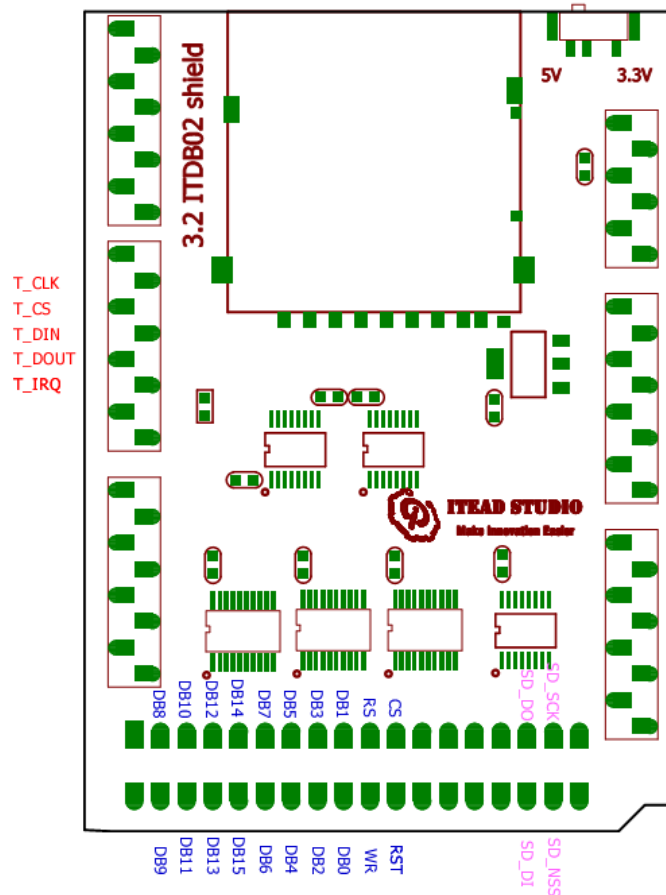 5V
3.3V
3.2 ITDB02 shield
T_CLK
T_CS
T_DIN
T_DOUT
T_IRQ
ITEAD STUDIO
Make Innovation Easier
DB8
DB10
DB12
DB14
DB7
DB5
DB3
DB1
RS
CS
SD_DO
SD_SCK
DB9
DB11
DB13
DB15
DB6
DB4
DB2
DB0
WR
RST
SD_DI
SD_NSS